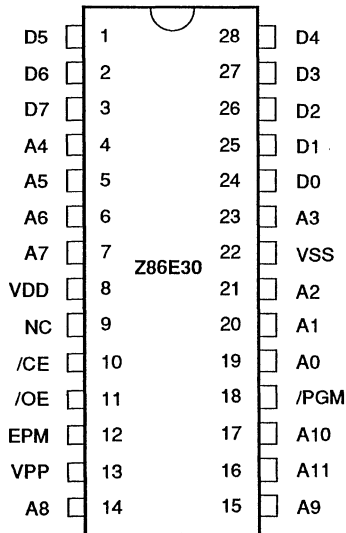 D5 1 28 D4
D6 2 27 D3
D7 3 26 D2
A4 4 25 D1
A5 5 24 D0
A6 6 23 A3
A7 7 22 VSS
Z86E30
VDD 8 21 A2
NC 9 20 A1
/CE 10 19 A0
/OE 11 18 /PGM
EPM 12 17 A10
VPP 13 16 A11
A8 14 15 A9